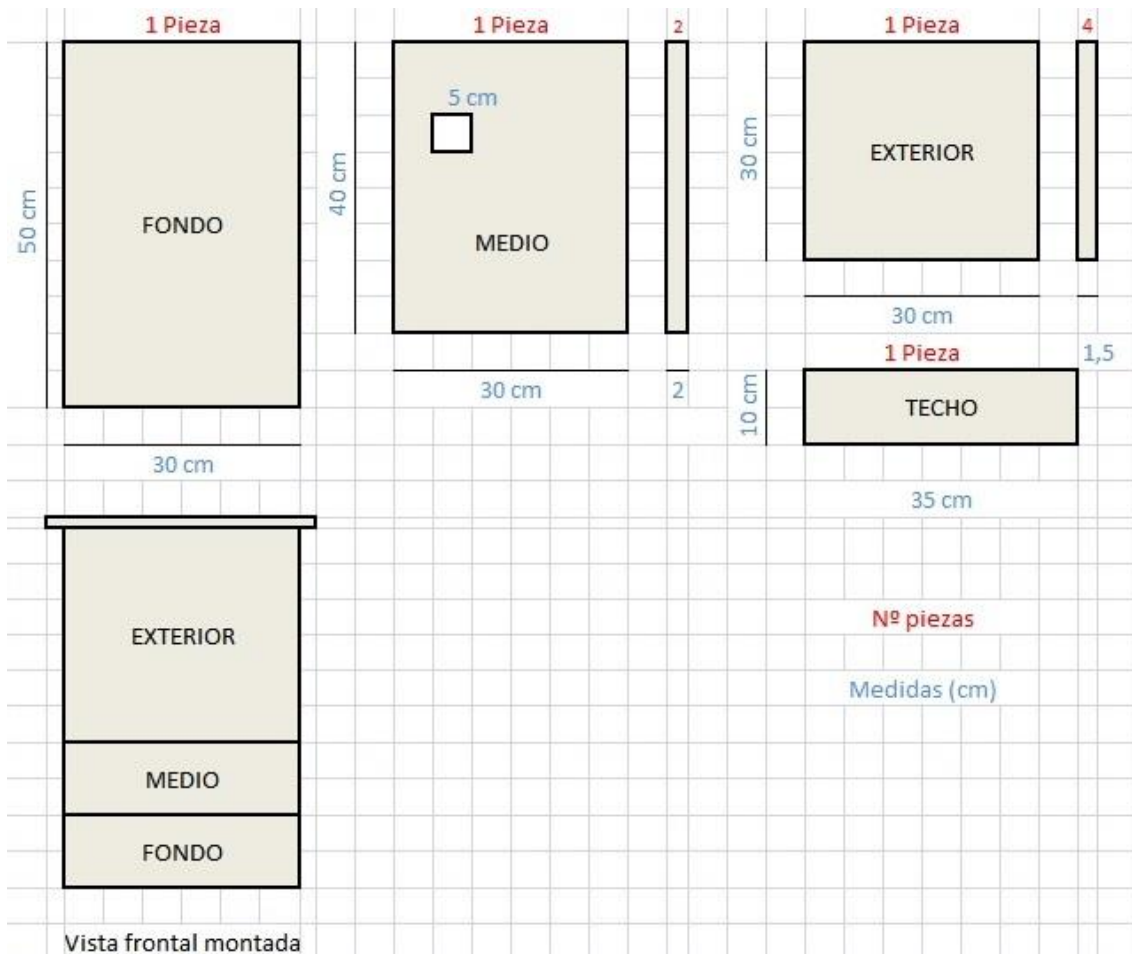 1 Pieza
1 Pieza
2
1 Pieza
4
5 cm
50 cm
FONDO
40 cm
MEDIO
30 cm
EXTERIOR
30 cm
30 cm
2
30 cm
1 Pieza
1,5
10 cm
TECHO
35 cm
EXTERIOR
MEDIO
FONDO
Vista frontal montada
Nº piezas
Medidas (cm)